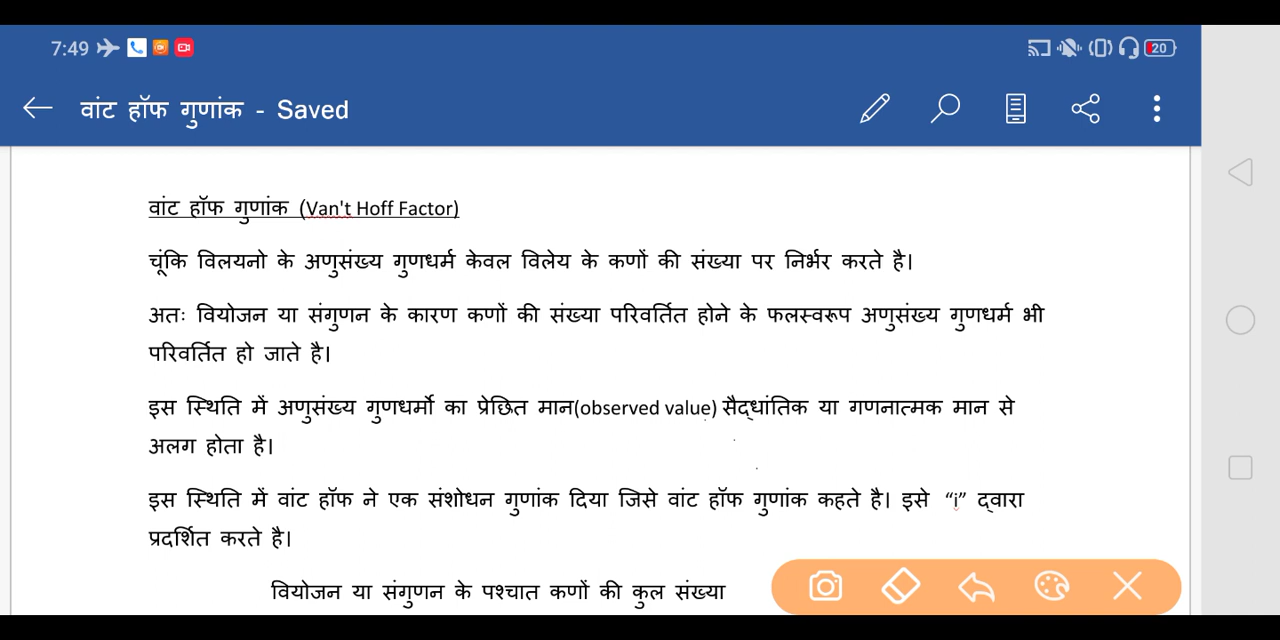 7:49
20
वांट हॉफ गुणांक - Saved
वांट हॉफ गुणांक (Van't Hoff Factor)
चूंकि विलयनो के अणुसंख्य गुणधर्म केवल विलेय के कणों की संख्या पर निर्भर करते है।
अतः वियोजन या संगुणन के कारण कणों की संख्या परिवर्तित होने के फलस्वरूप अणुसंख्य गुणधर्म भी
परिवर्तित हो जाते है।
इस स्थिति में अणुसंख्य गुणधर्मो का प्रेछित मान(observed value) सैद्धांतिक या गणनात्मक मान से
अलग होता है।
इस स्थिति में वांट हॉफ ने एक संशोधन गुणांक दिया जिसे वांट हॉफ गुणांक कहते है। इसे “i” द्वारा
प्रदर्शित करते है।
वियोजन या संगुणन के पश्चात कणों की कुल संख्या